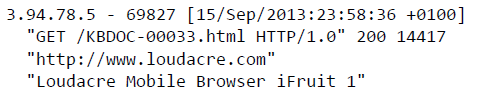 3.94.78.5 - 69827 [15/Sep/2013:23:58:36 +0100]
"GET /KBDOC-00033.html HTTP/1.0" 200 14417
"http://www.loudacre.com"
"Loudacre Mobile Browser iFruit 1"